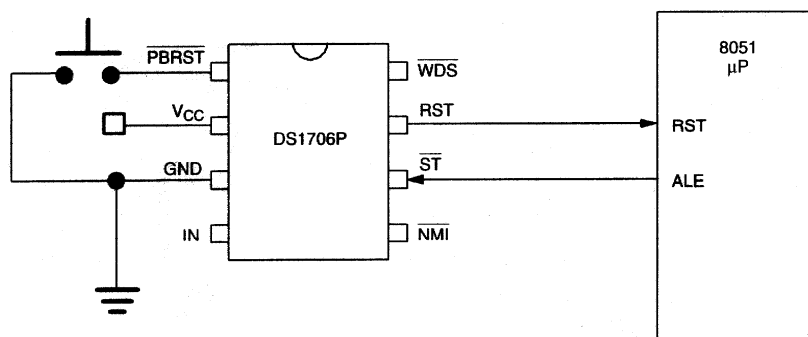 8051
μP
PBRST
WDS
VCC
RST
DS1706P
RST
GND
ST
ALE
IN
NMI